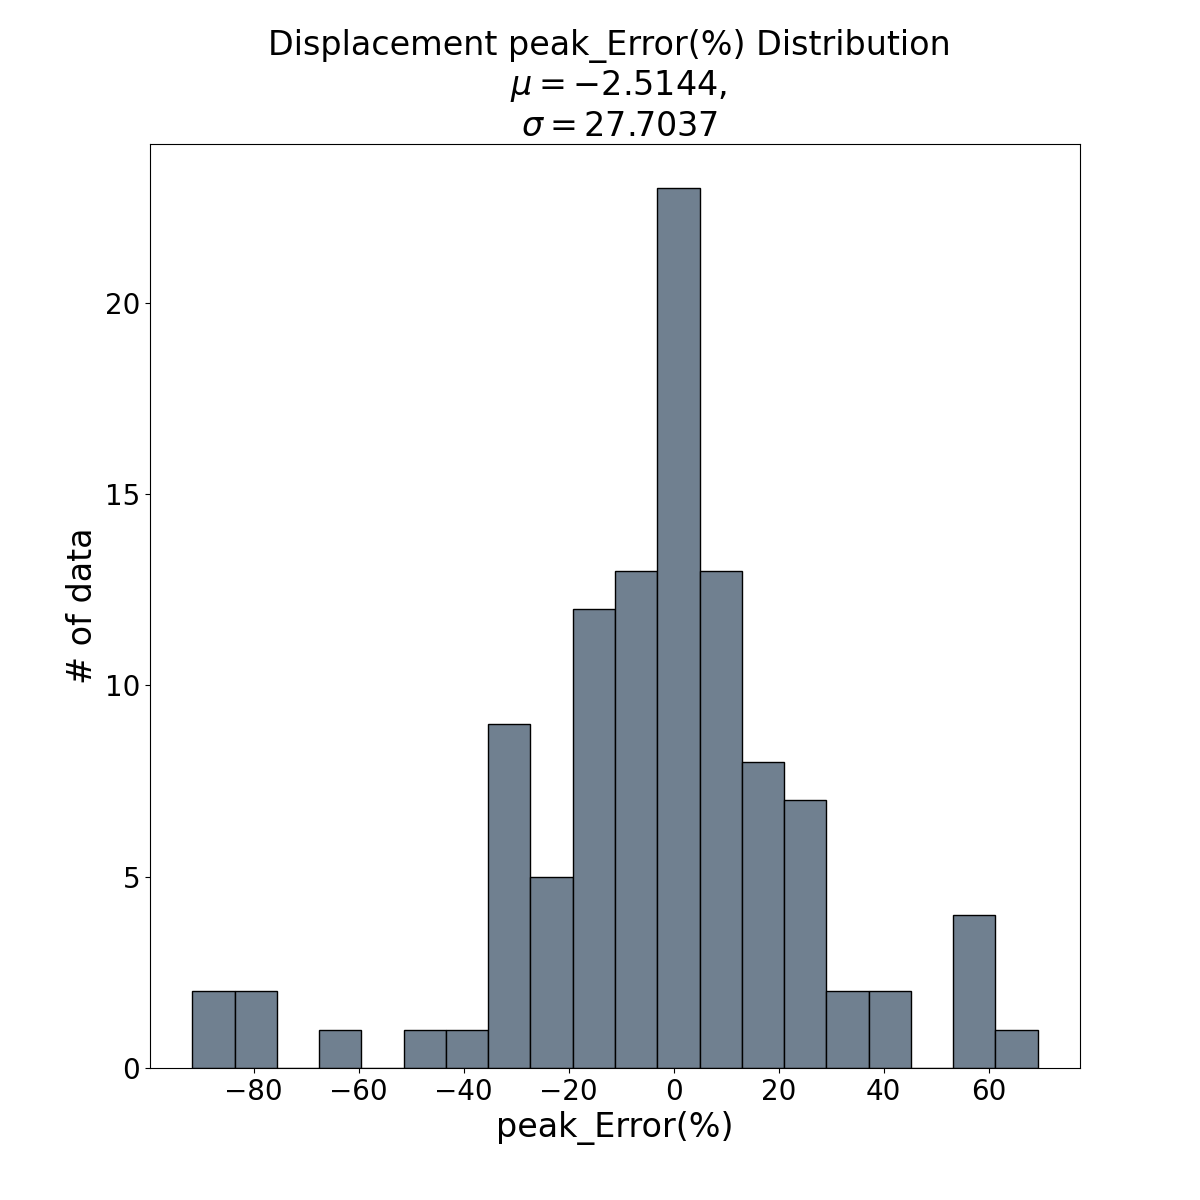 Displacement peak_Error(%) Distribution
μ = −2.5144,
σ = 27.7037
# of data
20
15
10
5
0
−80 −60 −40 −20 0 20 40 60
peak_Error(%)